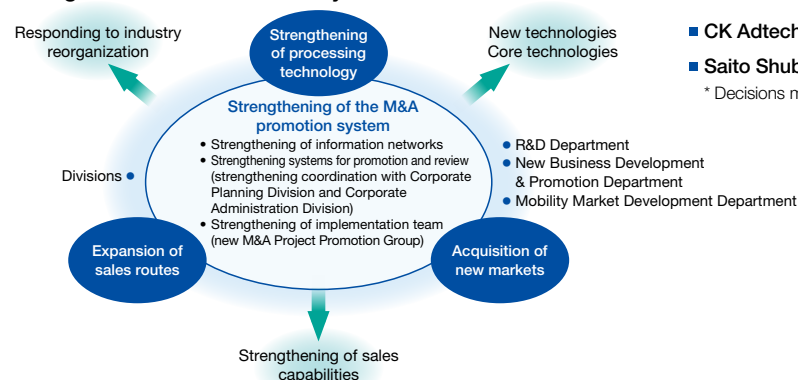 Responding to industry
reorganization
Strengthening
of processing
technology
New technologies
Core technologies
■ CK Adtech
■ Saito Shub
* Decisions m
Strengthening of the M&A
promotion system
• Strengthening of information networks
• Strengthening systems for promotion and review
(strengthening coordination with Corporate
Planning Division and Corporate
Administration Division)
• Strengthening of implementation team
(new M&A Project Promotion Group)
Divisions ●
● R&D Department
● New Business Development
& Promotion Department
● Mobility Market Development Department
Expansion of
sales routes
Acquisition of
new markets
Strengthening of sales
capabilities